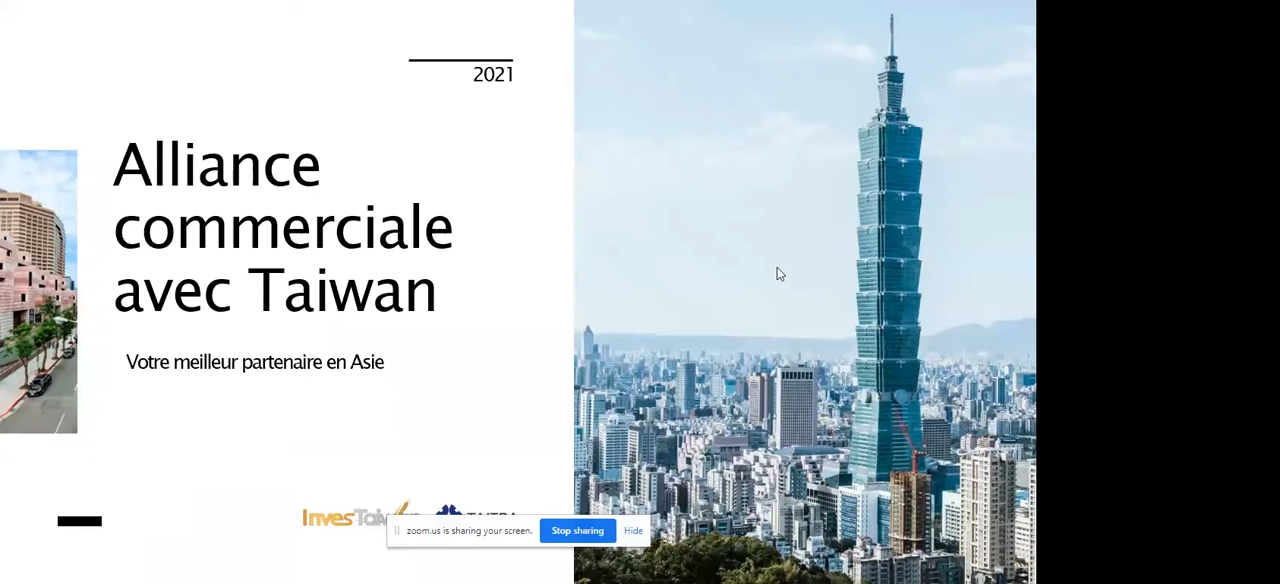 2021
Alliance
commerciale
avec Taiwan
Votre meilleur partenaire en Asie
zoom.us is sharing your screen.
Stop sharing
Hide